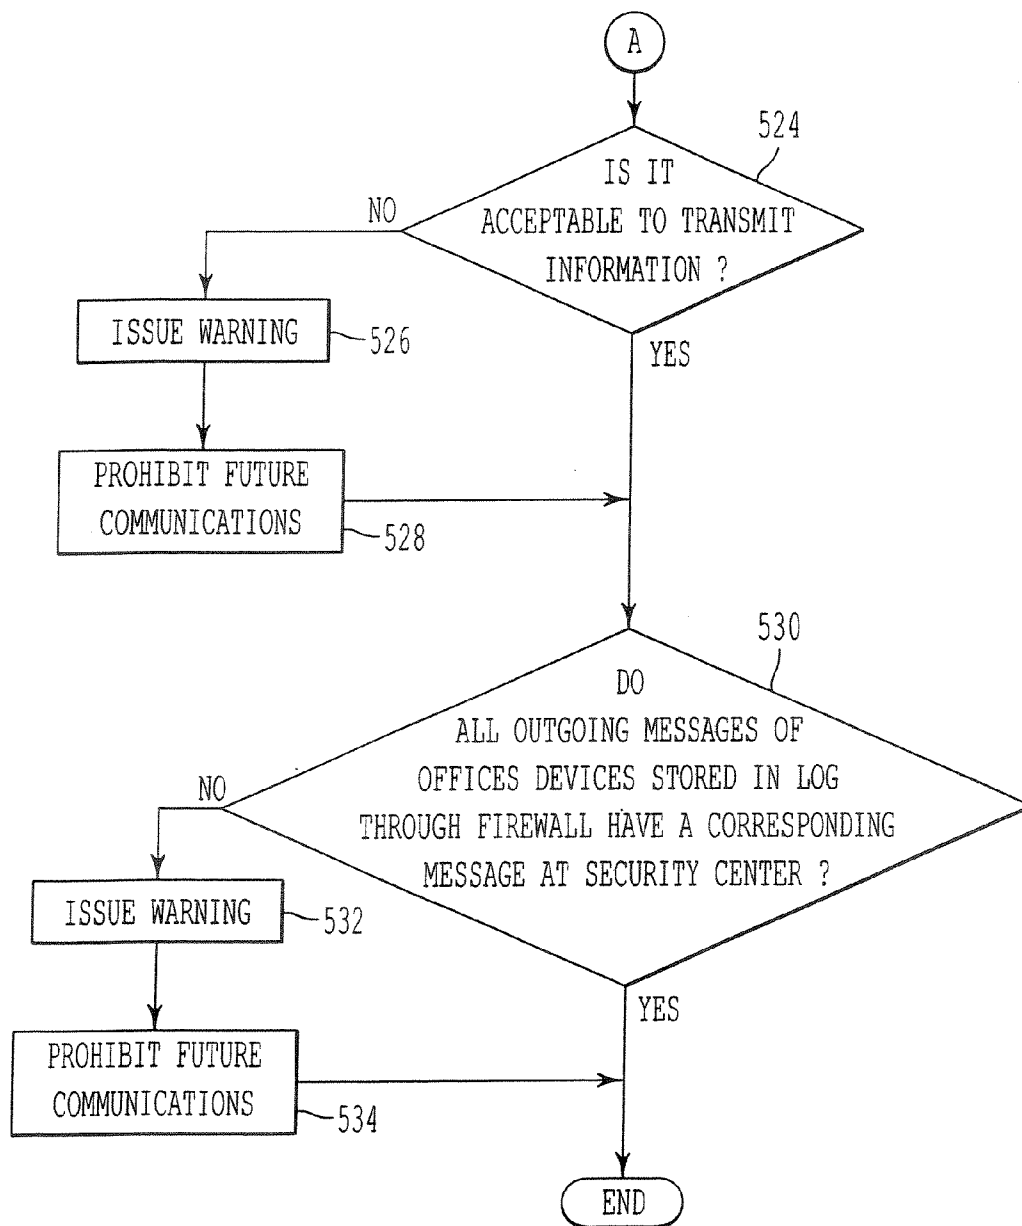 A
524
IS IT
ACCEPTABLE TO TRANSMIT
INFORMATION ?
NO
ISSUE WARNING
526
YES
PROHIBIT FUTURE
COMMUNICATIONS
528
530
DO
ALL OUTGOING MESSAGES OF
OFFICES DEVICES STORED IN LOG
THROUGH FIREWALL HAVE A CORRESPONDING
MESSAGE AT SECURITY CENTER ?
NO
ISSUE WARNING
532
YES
PROHIBIT FUTURE
COMMUNICATIONS
534
END